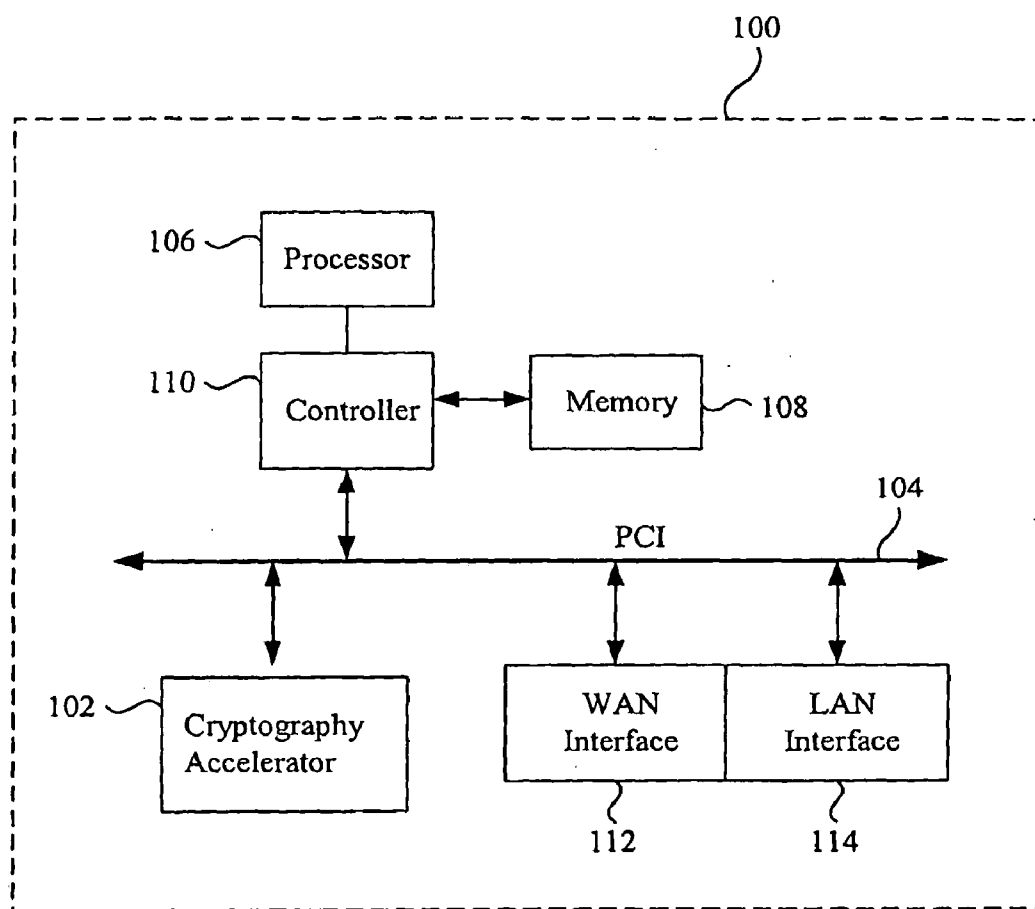 100
106
Processor
110
Controller
Memory
108
104
PCI
102
Cryptography
Accelerator
WAN
Interface
LAN
Interface
112
114